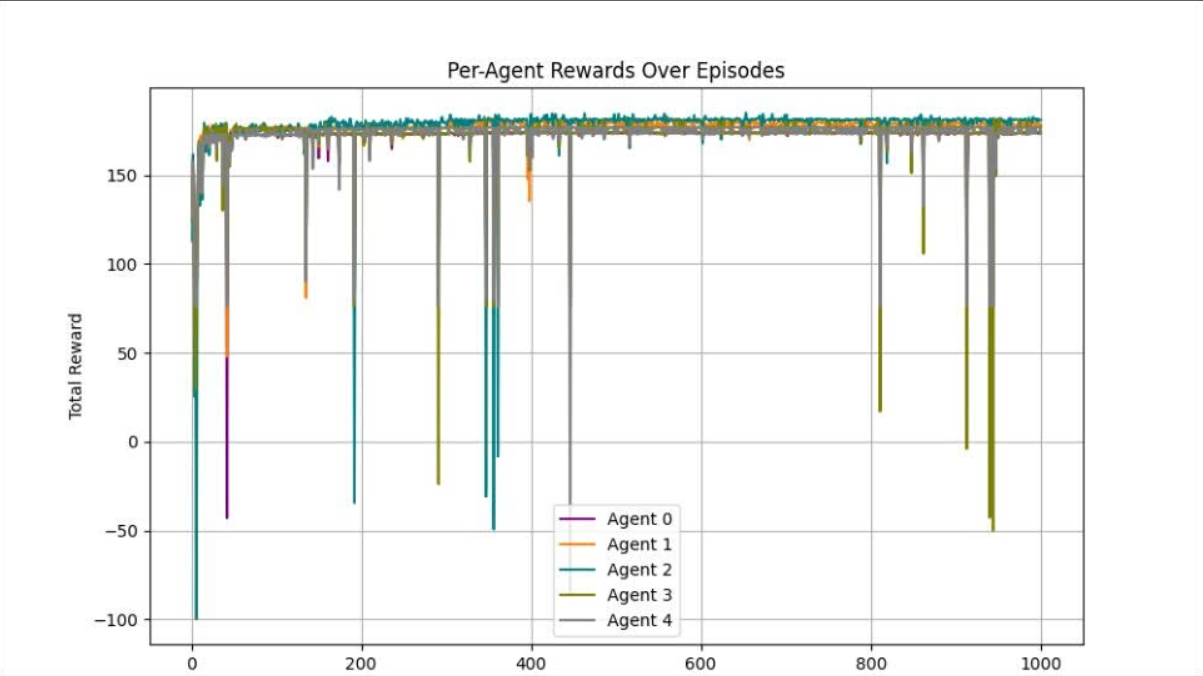 Per-Agent Rewards Over Episodes
Total Reward
150
100
50
0
−50
−100
0
200
400
600
800
1000
Agent 0
Agent 1
Agent 2
Agent 3
Agent 4